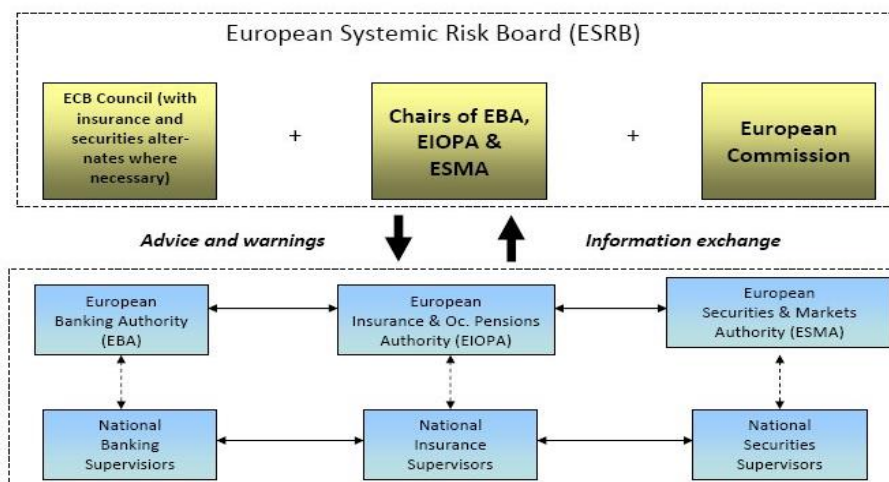 European Systemic Risk Board (ESRB)
ECB Council (with
insurance and
securities alter-
nates where
necessary)
+
Chairs of EBA,
EIOPA &
ESMA
+
European
Commission
Advice and warnings
Information exchange
European
Banking Authority
(EBA)
European
Insurance & Oc. Pensions
Authority (EIOPA)
European
Securities & Markets
Authority (ESMA)
National
Banking
Supervisiors
National
Insurance
Supervisors
National
Securities
Supervisors